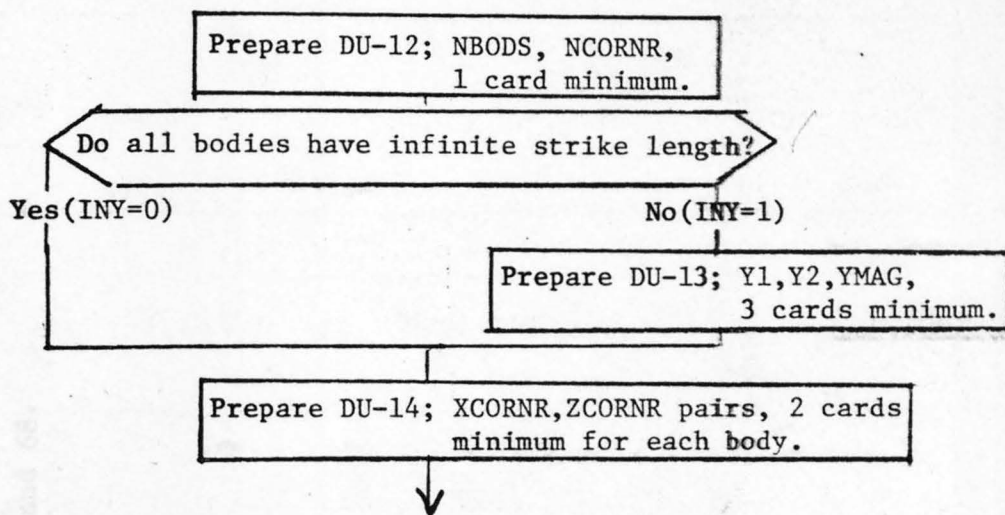 Prepare DU-12; NBODS, NCORNR,
1 card minimum.
Do all bodies have infinite strike length?
Yes(INY=0)
No(INY=1)
Prepare DU-13; Y1,Y2,YMAG,
3 cards minimum.
Prepare DU-14; XCORNR,ZCORNR pairs, 2 cards
minimum for each body.